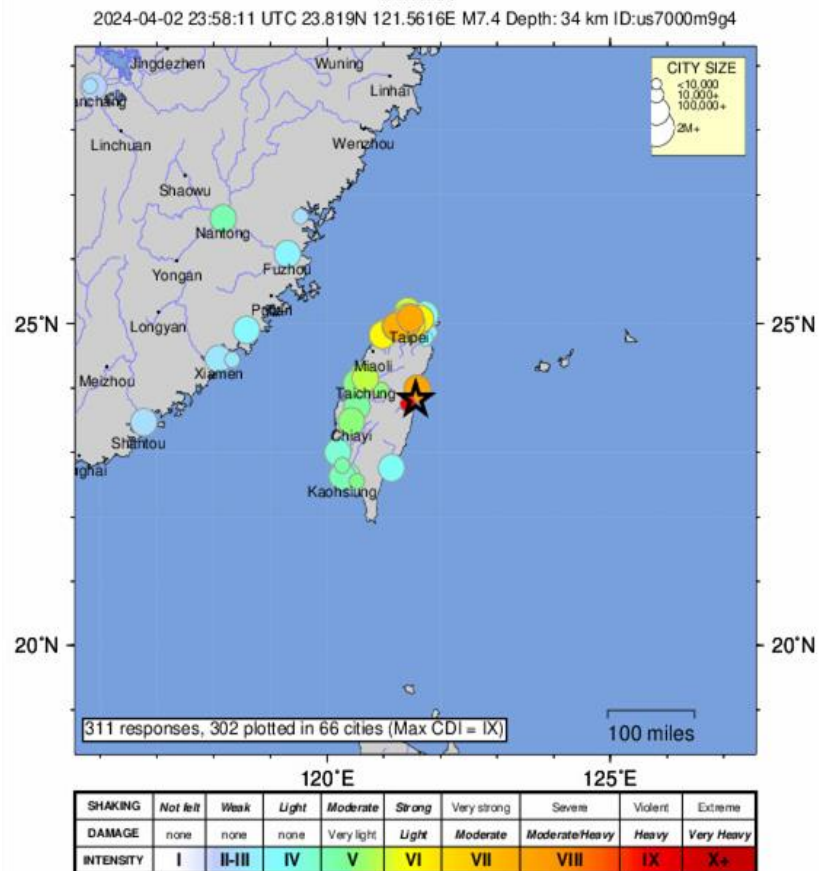 2024-04-02 23:58:11 UTC 23.819N 121.5616E M7.4 Depth: 34 km ID:us7000m9g4
Jingdezhen
Wuning
CITY SIZE
<10,000
10,000+
100,000+
2M+
Linhai
anchang
Linchuan
Wenzhou
Shaowu
Nantong
Fuzhou
Yongan
25°N
Longyan
Taipei
25°N
Miaoli
Xiamen
Meizhou
Taichung
Chiayi
Shantou
Kaohsiung
20°N
20°N
311 responses, 302 plotted in 66 cities (Max CDI = IX)
100 miles
120°E
125°E
SHAKING Not felt Weak Light Moderate Strong Very strong Severe Violent Extreme
DAMAGE none none none Very light Light Moderate Moderate/Heavy Heavy Very Heavy
INTENSITY I II-III IV V VI VII VIII IX X+